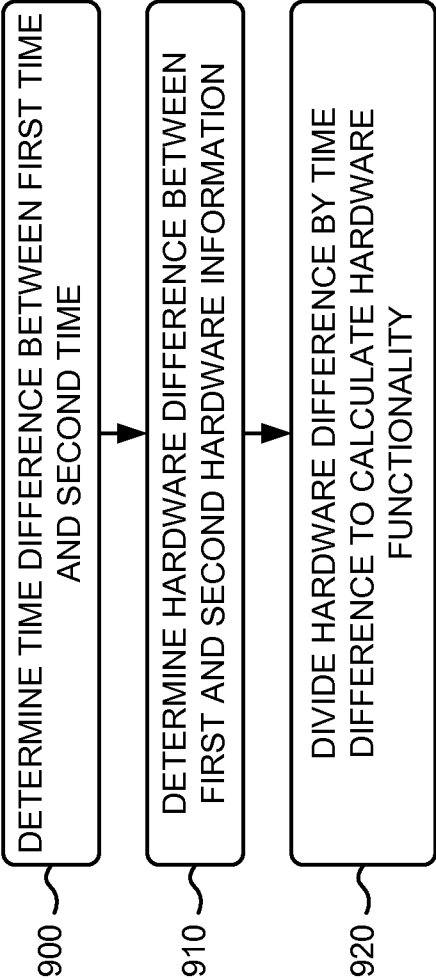 900
DETERMINE TIME DIFFERENCE BETWEEN FIRST TIME
AND SECOND TIME
910
DETERMINE HARDWARE DIFFERENCE BETWEEN
FIRST AND SECOND HARDWARE INFORMATION
920
DIVIDE HARDWARE DIFFERENCE BY TIME
DIFFERENCE TO CALCULATE HARDWARE
FUNCTIONALITY